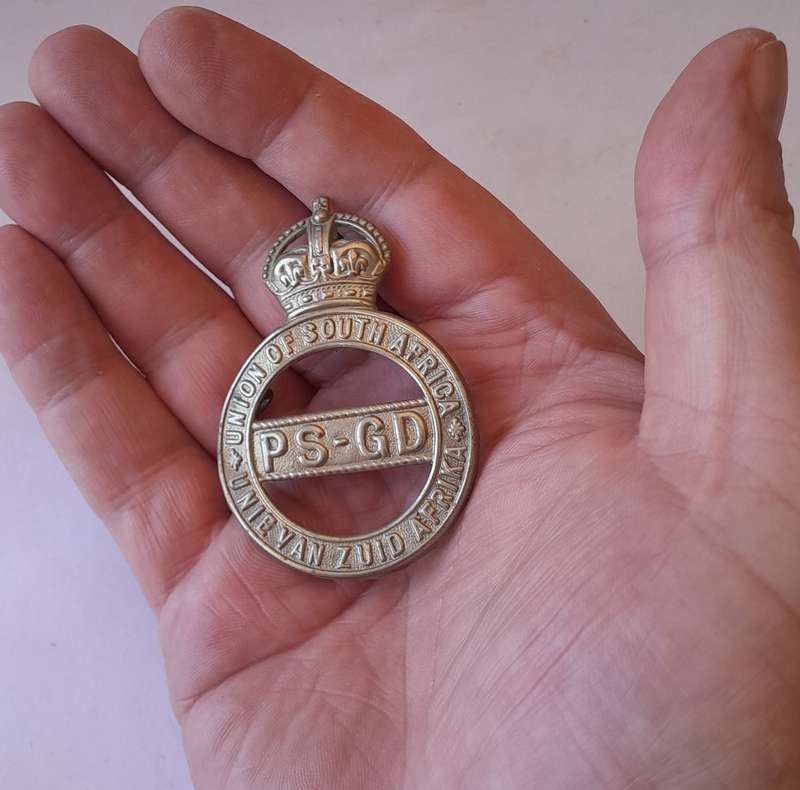 UNION OF SOUTH AFRICA
PS-GD
UNIE VAN ZUID AFRIKA